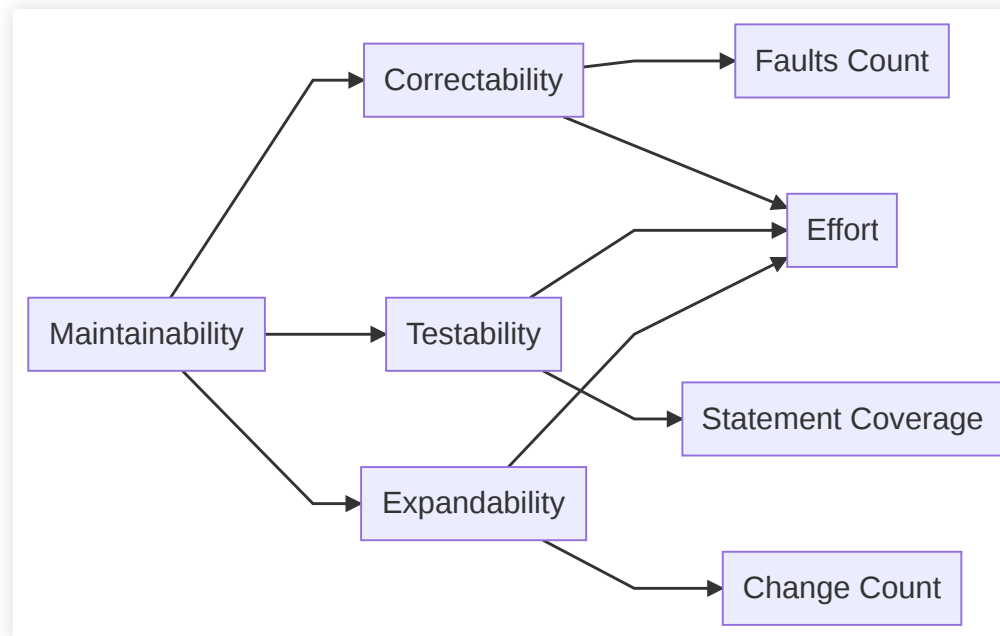 Faults Count
Correctability
Effort
Maintainability
Testability
Statement Coverage
Expandability
Change Count